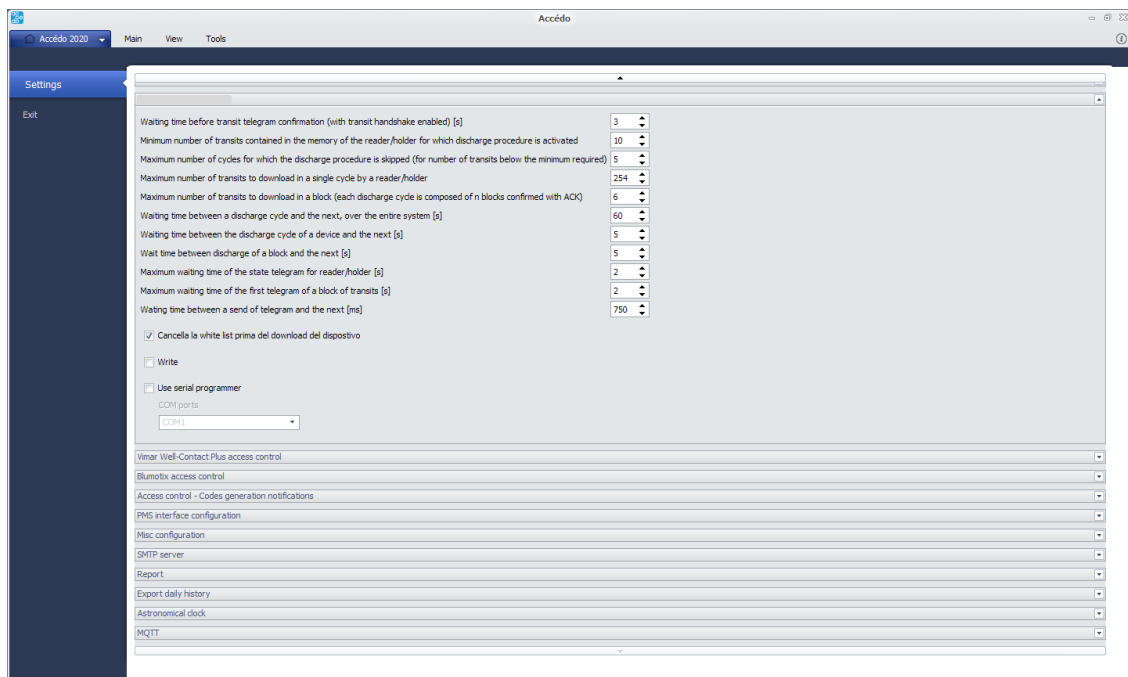 Accédo
Accédo 2020 Main View Tools
Settings
Exit
Waiting time before transit telegram confirmation (with transit handshake enabled) [s] 3
Minimum number of transits contained in the memory of the reader/holder for which discharge procedure is activated 10
Maximum number of cycles for which the discharge procedure is skipped (for number of transits below the minimum required) 5
Maximum number of transits to download in a single cycle by a reader/holder 254
Maximum number of transits to download in a block (each discharge cycle is composed of n blocks confirmed with ACK) 6
Waiting time between a discharge cycle and the next, over the entire system [s] 60
Waiting time between the discharge cycle of a device and the next [s] 5
Wait time between discharge of a block and the next [s] 5
Maximum waiting time of the state telegram for reader/holder [s] 2
Maximum waiting time of the first telegram of a block of transits [s] 2
Wating time between a send of telegram and the next [ms] 750
Cancella la white list prima del download del dispostivo
Write
Use serial programmer
COM ports
COM1
Vimar Well-Contact Plus access control
Blumotix access control
Access control - Codes generation notifications
PMS interface configuration
Misc configuration
SMTP server
Report
Export daily history
Astronomical clock
MQTT